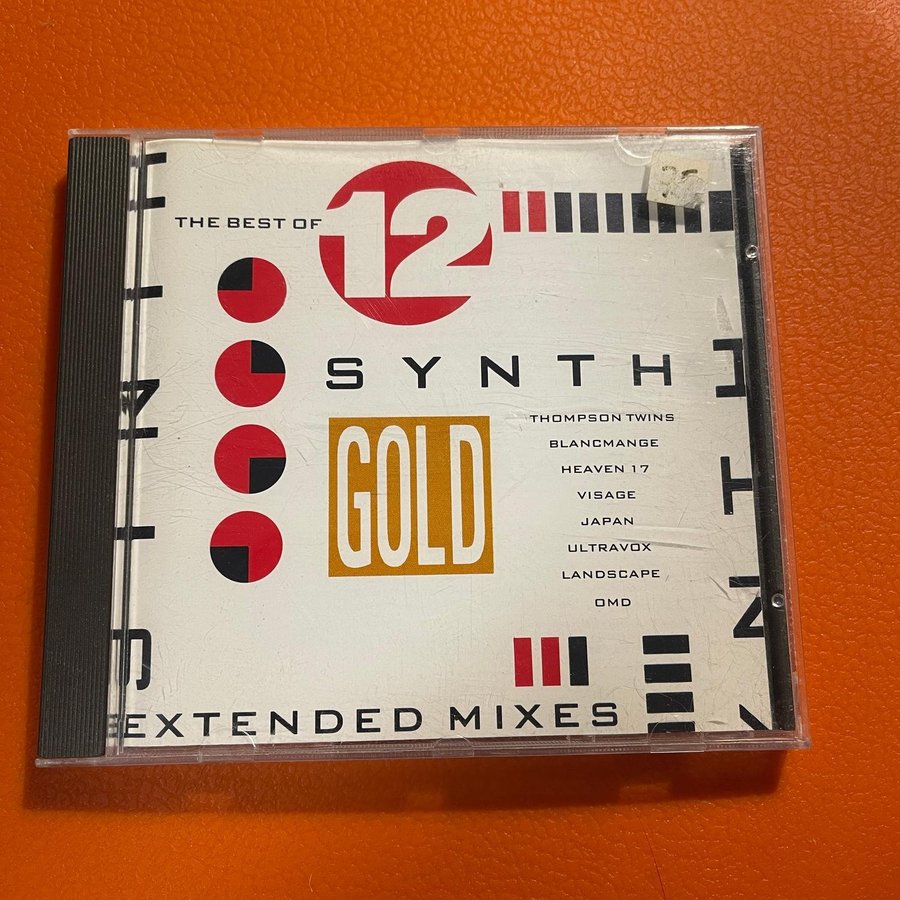 THE BEST OF
12"
SYNTH
GOLD
THOMPSON TWINS
BLANCMANGE
HEAVEN 17
VISAGE
JAPAN
ULTRAVOX
LANDSCAPE
OMD
EXTENDED MIXES